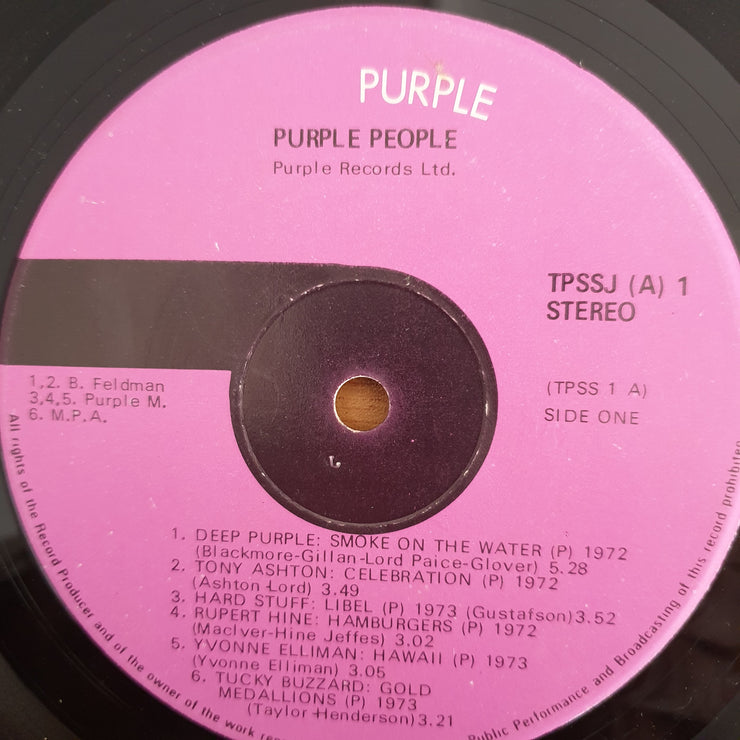 PURPLE
PURPLE PEOPLE
Purple Records Ltd.
TPSSJ (A) 1
STEREO
1,2. B. Feldman
3,4,5. Purple M.
6. M.P.A.
(TPSS 1 A)
SIDE ONE
1. DEEP PURPLE: SMOKE ON THE WATER (P) 1972
(Blackmore-Gillan-Lord Paice-Glover) 5.28
2. TONY ASHTON: CELEBRATION (P) 1972
(Ashton-Lord) 3.49
3. HARD STUFF: LIBEL (P) 1973 (Gustafson)3.52
4. RUPERT HINE: HAMBURGERS (P) 1972
(MacIver-Hine Jeffes) 3.02
5. YVONNE ELLIMAN: HAWAII (P) 1973
(Yvonne Elliman) 3.05
6. TUCKY BUZZARD: GOLD
MEDALLIONS (P) 1973
(Taylor-Henderson)3.21
All rights of the Record Producer and of the owner of the work
Public Performance and Broadcasting of this record prohibited